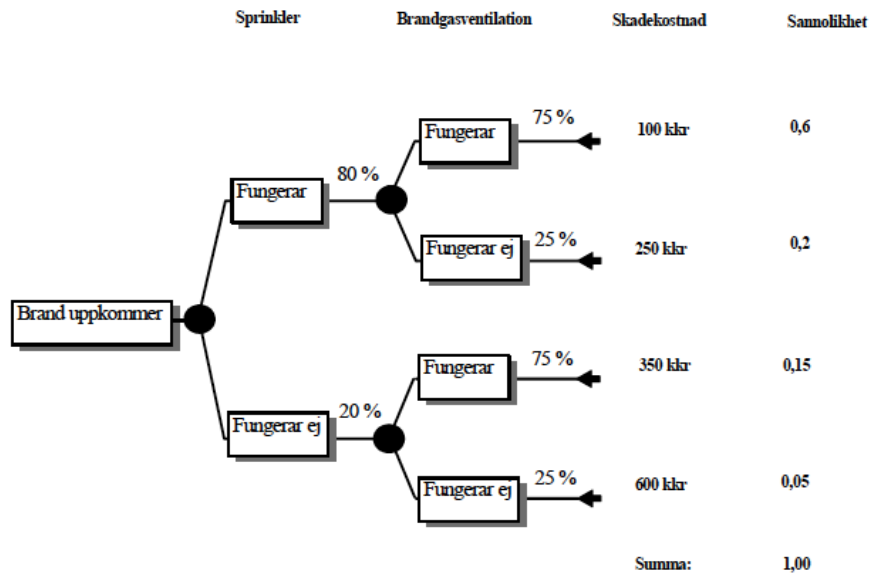 Sprinkler Brandgasventilation Skadekostnad Sannolikhet
Fungerar 75 % 100 kkr 0,6
Fungerar 80 %
Fungerar ej 25 % 250 kkr 0,2
Brand uppkommer
Fungerar 75 % 350 kkr 0,15
Fungerar ej 20 %
Fungerar ej 25 % 600 kkr 0,05
Summa: 1,00